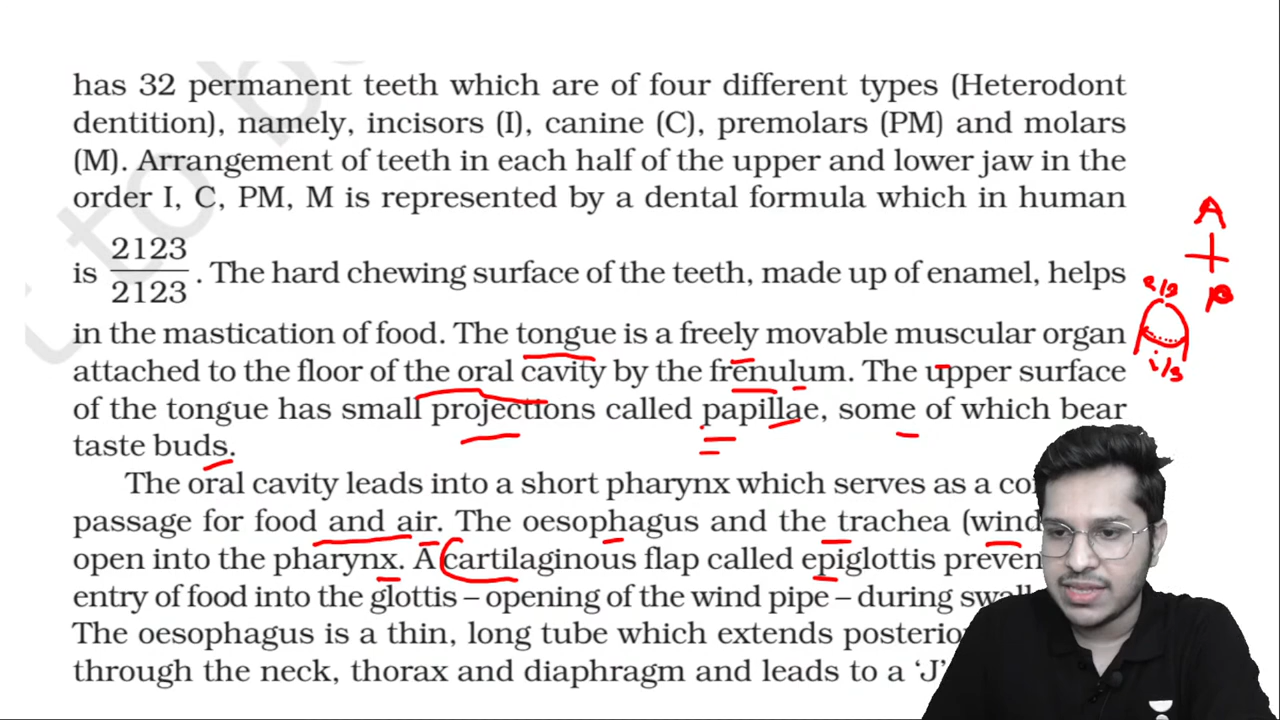 has 32 permanent teeth which are of four different types (Heterodont
dentition), namely, incisors (I), canine (C), premolars (PM) and molars
(M). Arrangement of teeth in each half of the upper and lower jaw in the
order I, C, PM, M is represented by a dental formula which in human
is 2123/2123. The hard chewing surface of the teeth, made up of enamel, helps
in the mastication of food. The tongue is a freely movable muscular organ
attached to the floor of the oral cavity by the frenulum. The upper surface
of the tongue has small projections called papillae, some of which bear
taste buds.
The oral cavity leads into a short pharynx which serves as a
passage for food and air. The oesophagus and the trachea (wind
open into the pharynx. A cartilaginous flap called epiglottis
entry of food into the glottis – opening of the wind pipe – during
The oesophagus is a thin, long tube which extends
through the neck, thorax and diaphragm and leads to a ‘J’
A
P
2/3
1/3
to b